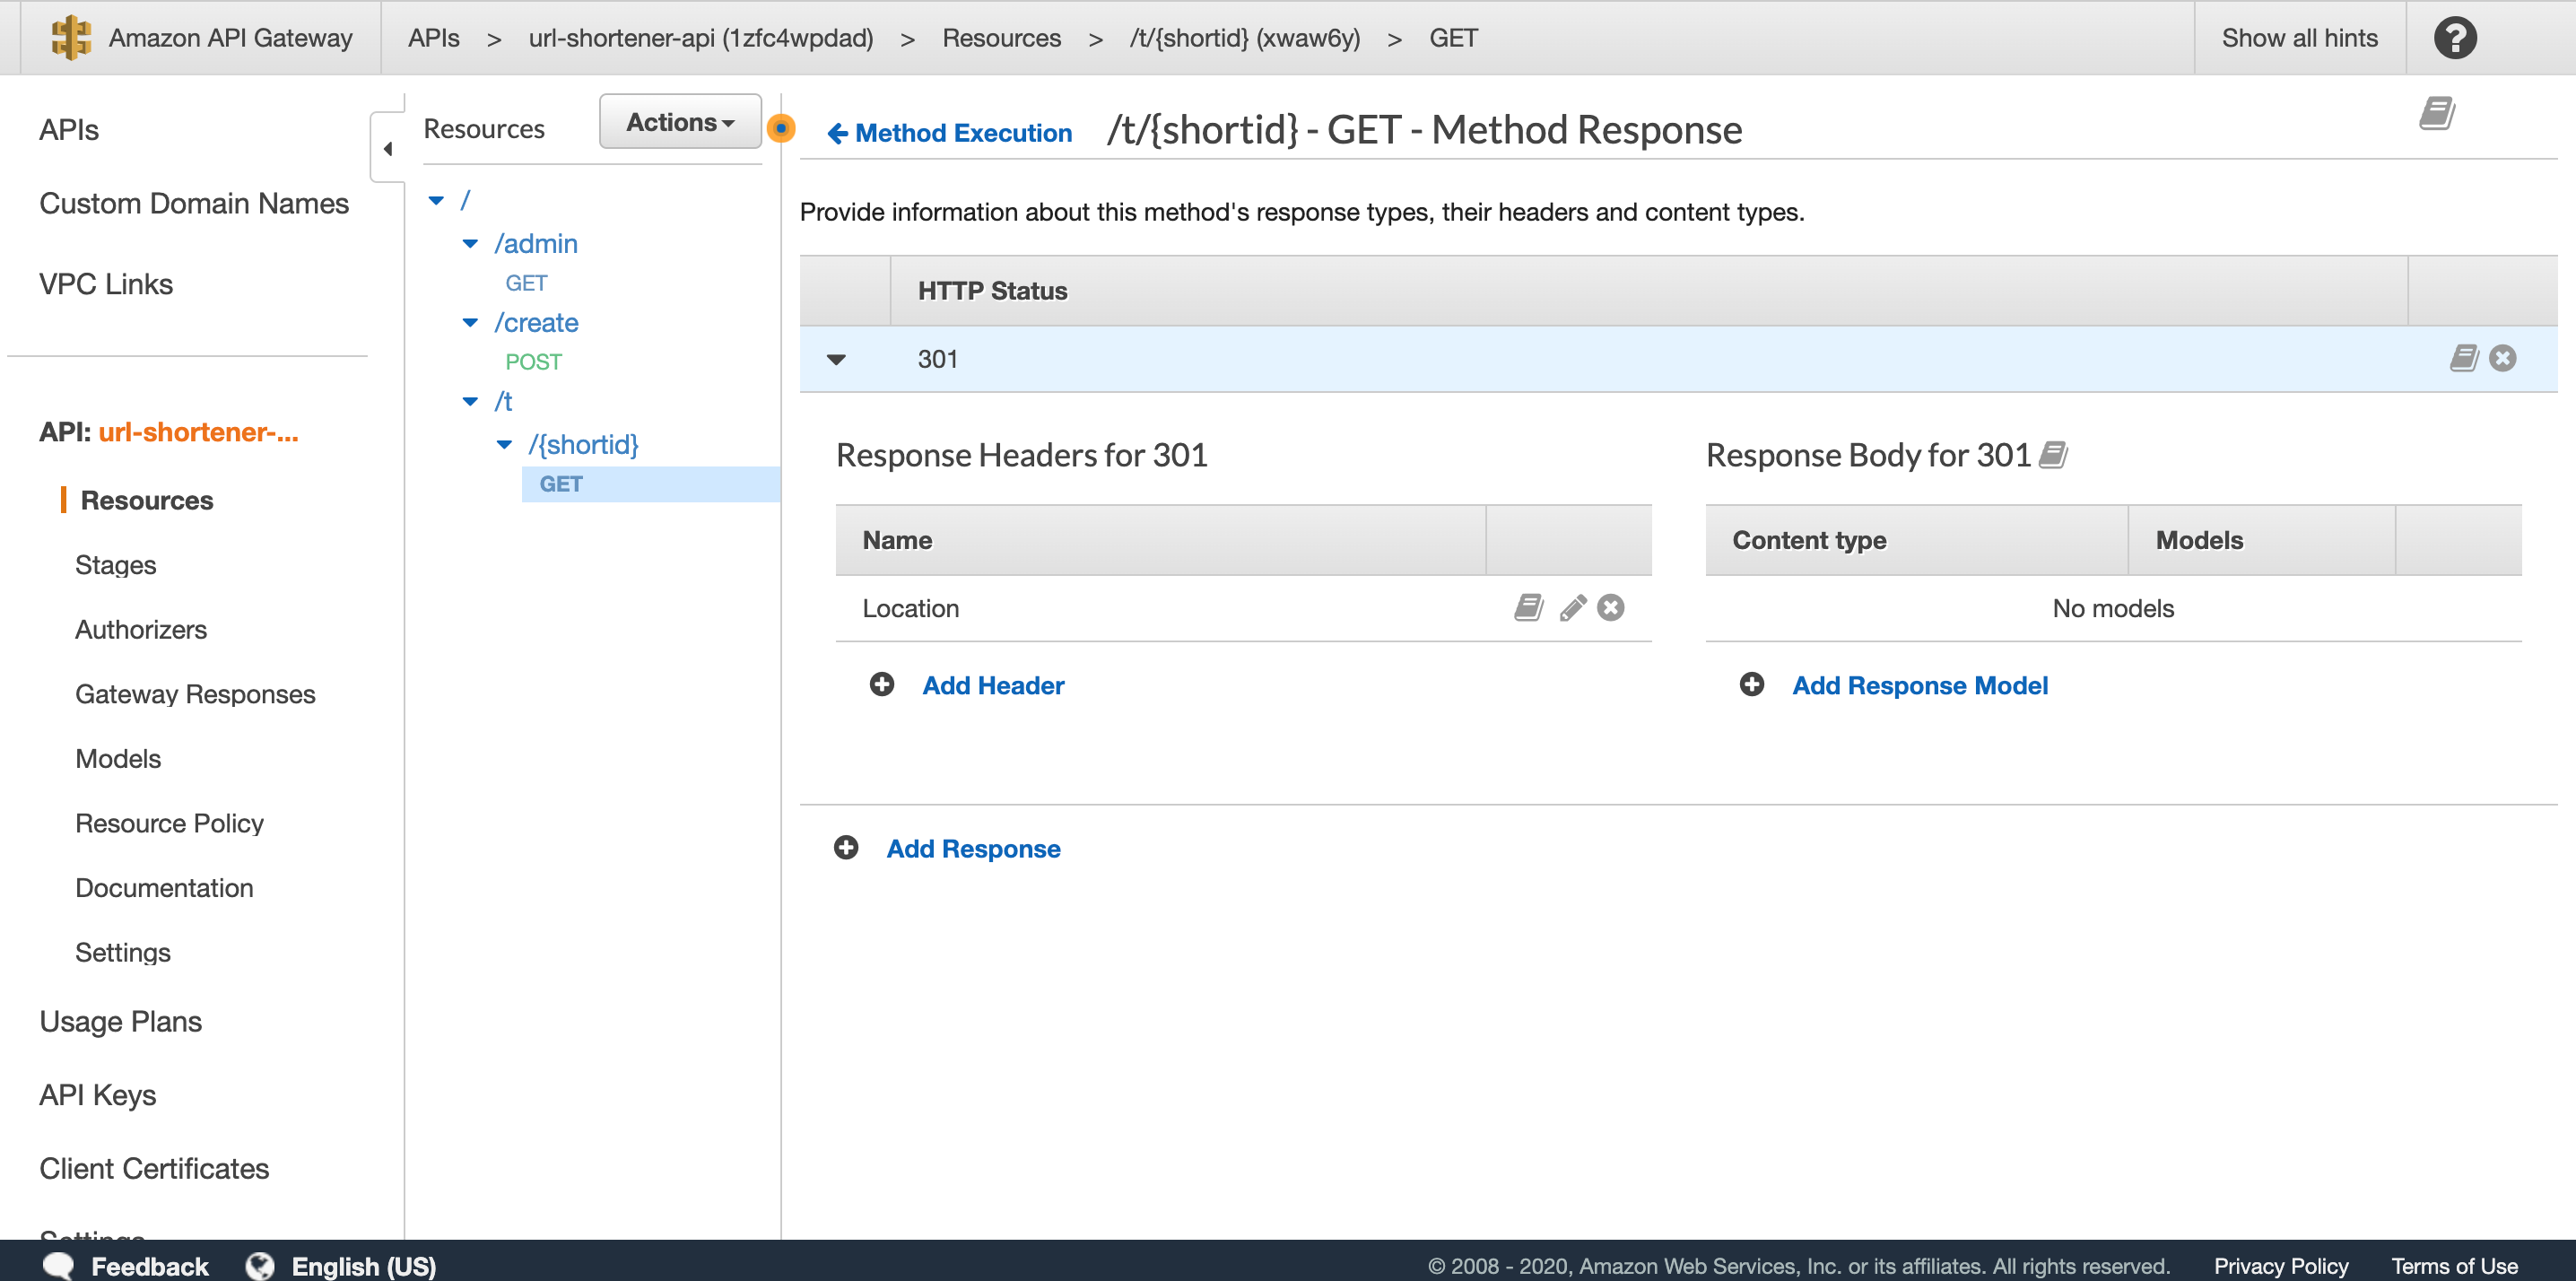 Amazon API Gateway APIs > url-shortener-api (1zfc4wpdad) > Resources > /t/{shortid} (xwaw6y) > GET Show all hints ?
APIs
Custom Domain Names
VPC Links
API: url-shortener-...
Resources
Stages
Authorizers
Gateway Responses
Models
Resource Policy
Documentation
Settings
Usage Plans
API Keys
Client Certificates
Settings
Resources Actions
/
/admin
GET
/create
POST
/t
/{shortid}
GET
Method Execution /t/{shortid} - GET - Method Response
Provide information about this method's response types, their headers and content types.
HTTP Status
301
Response Headers for 301
Name
Location
Add Header
Response Body for 301
Content type Models
No models
Add Response Model
Add Response
Feedback English (US) © 2008 - 2020, Amazon Web Services, Inc. or its affiliates. All rights reserved. Privacy Policy Terms of Use